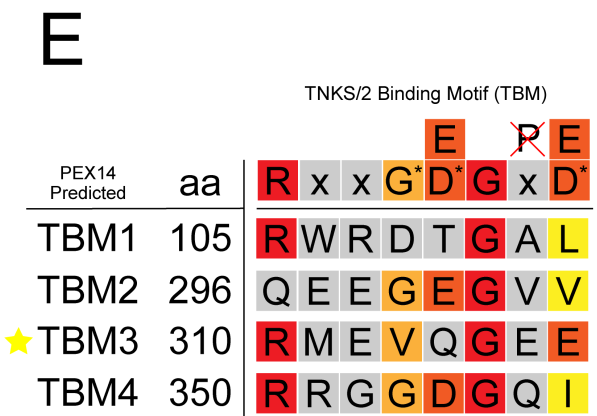 E
TNKS/2 Binding Motif (TBM)
E P E
PEX14 Predicted aa R x x G* D* G x D*
TBM1 105 R W R D T G A L
TBM2 296 Q E E G E G V V
TBM3 310 R M E V Q G E E
TBM4 350 R R G G D G Q I